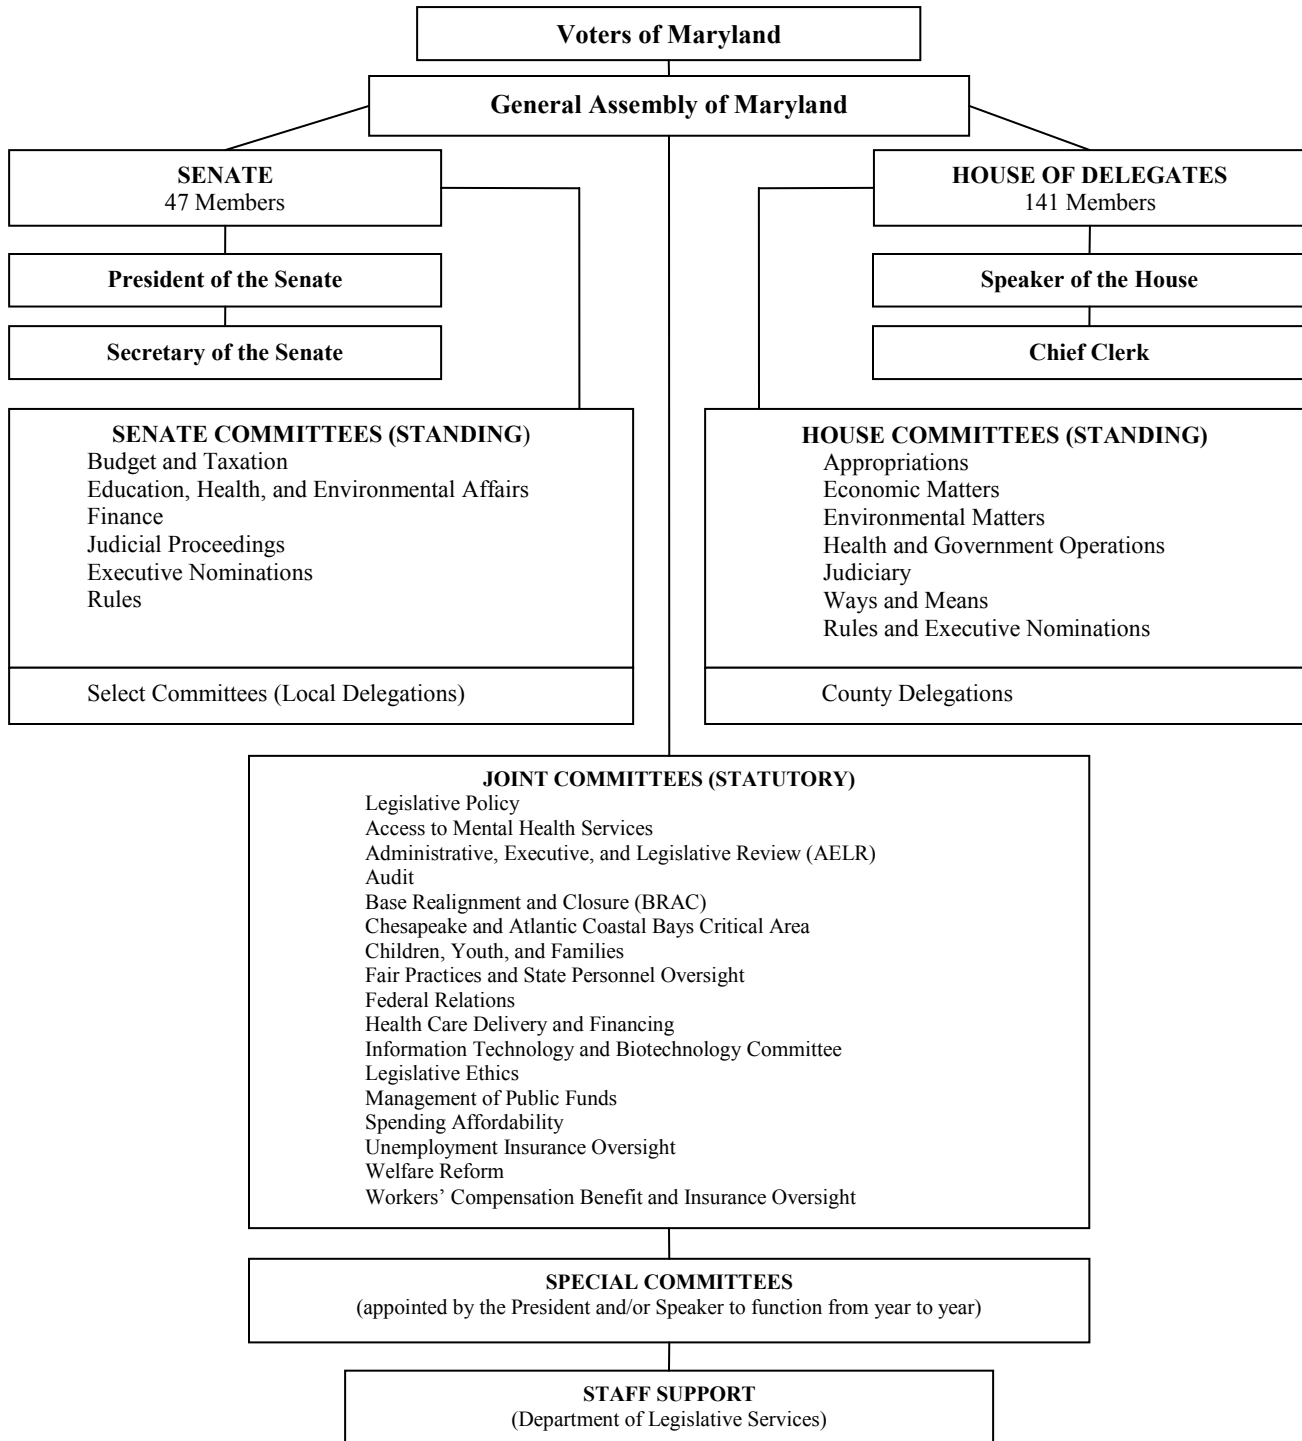 Voters of Maryland
General Assembly of Maryland
SENATE
47 Members
HOUSE OF DELEGATES
141 Members
President of the Senate
Speaker of the House
Secretary of the Senate
Chief Clerk
SENATE COMMITTEES (STANDING)
Budget and Taxation
Education, Health, and Environmental Affairs
Finance
Judicial Proceedings
Executive Nominations
Rules
Select Committees (Local Delegations)
HOUSE COMMITTEES (STANDING)
Appropriations
Economic Matters
Environmental Matters
Health and Government Operations
Judiciary
Ways and Means
Rules and Executive Nominations
County Delegations
JOINT COMMITTEES (STATUTORY)
Legislative Policy
Access to Mental Health Services
Administrative, Executive, and Legislative Review (AELR)
Audit
Base Realignment and Closure (BRAC)
Chesapeake and Atlantic Coastal Bays Critical Area
Children, Youth, and Families
Fair Practices and State Personnel Oversight
Federal Relations
Health Care Delivery and Financing
Information Technology and Biotechnology Committee
Legislative Ethics
Management of Public Funds
Spending Affordability
Unemployment Insurance Oversight
Welfare Reform
Workers’ Compensation Benefit and Insurance Oversight
SPECIAL COMMITTEES
(appointed by the President and/or Speaker to function from year to year)
STAFF SUPPORT
(Department of Legislative Services)